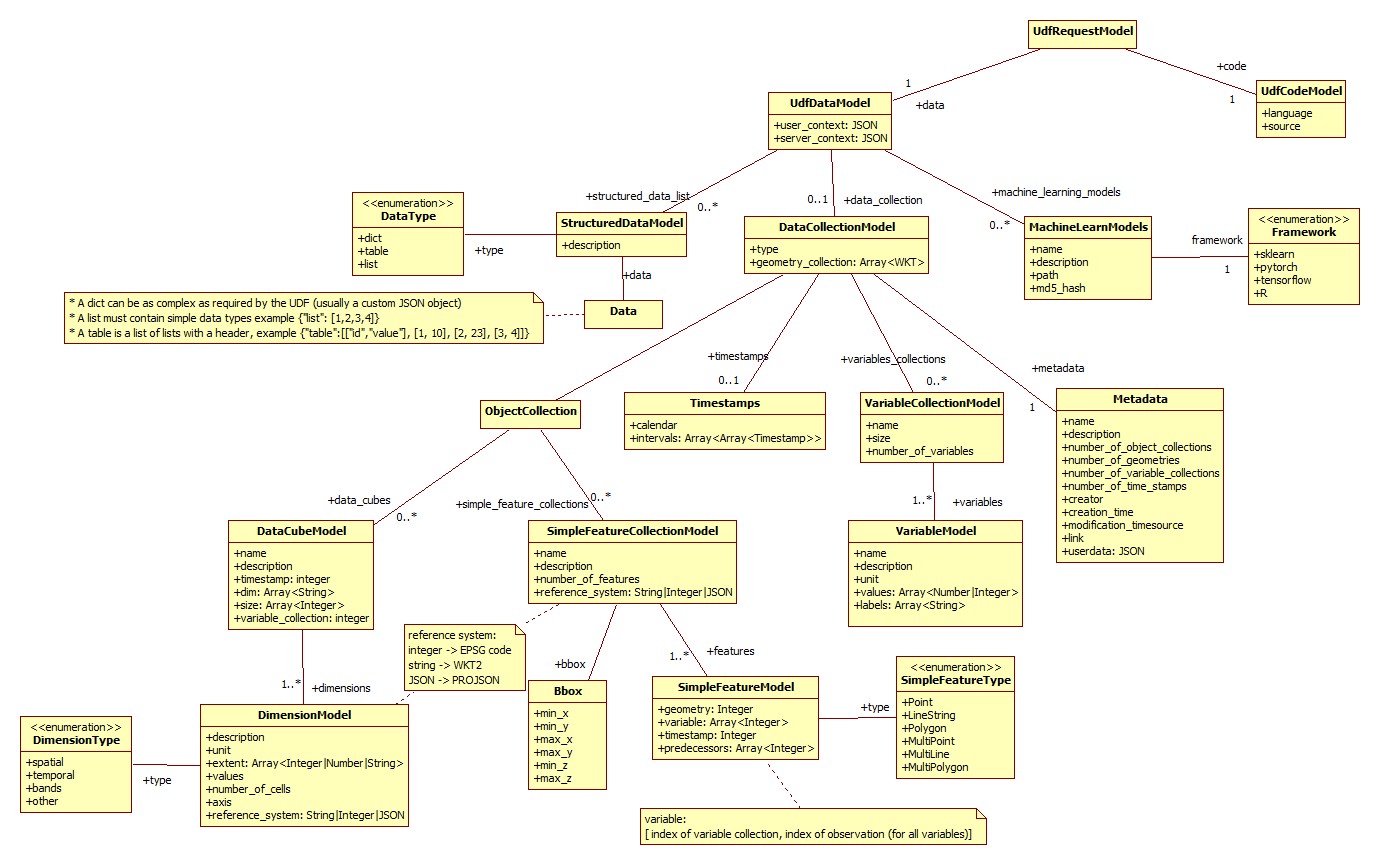 UdfRequestModel
+code
1
+data
1
UdfCodeModel
+language
+source
UdfDataModel
+user_context: JSON
+server_context: JSON
+structured_data_list
0..*
0..1
+data_collection
+machine_learning_models
0..*
<<enumeration>>
DataType
+dict
+table
+list
+type
StructuredDataModel
+description
+data
Data
* A dict can be as complex as required by the UDF (usually a custom JSON object)
* A list must contain simple data types example {"list": [1,2,3,4]}
* A table is a list of lists with a header, example {"table":[["id","value"], [1, 10], [2, 23], [3, 4]]}
DataCollectionModel
+type
+geometry_collection: Array<WKT>
MachineLearnModels
+name
+description
+path
+md5_hash
framework
1
<<enumeration>>
Framework
+sklearn
+pytorch
+tensorflow
+R
+timestamps
0..1
+variables_collections
0..*
+metadata
1
ObjectCollection
Timestamps
+calendar
+intervals: Array<Array<Timestamp>>
VariableCollectionModel
+name
+size
+number_of_variables
Metadata
+name
+description
+number_of_object_collections
+number_of_geometries
+number_of_variable_collections
+number_of_time_stamps
+creator
+creation_time
+modification_timesource
+link
+userdata: JSON
+data_cubes
0..*
+simple_feature_collections
0..*
1..*
+variables
DataCubeModel
+name
+description
+timestamp: integer
+dim: Array<String>
+size: Array<Integer>
+variable_collection: integer
SimpleFeatureCollectionModel
+name
+description
+number_of_features
+reference_system: String|Integer|JSON
VariableModel
+name
+description
+unit
+values: Array<Number|Integer>
+labels: Array<String>
reference system:
integer -> EPSG code
string -> WKT2
JSON -> PROJSON
1..*
+dimensions
+bbox
1..*
+features
<<enumeration>>
DimensionType
+spatial
+temporal
+bands
+other
+type
DimensionModel
+description
+unit
+extent: Array<Integer|Number|String>
+values
+number_of_cells
+axis
+reference_system: String|Integer|JSON
Bbox
+min_x
+min_y
+max_x
+max_y
+min_z
+max_z
SimpleFeatureModel
+geometry: Integer
+variable: Array<Integer>
+timestamp: Integer
+predecessors: Array<Integer>
+type
<<enumeration>>
SimpleFeatureType
+Point
+LineString
+Polygon
+MultiPoint
+MultiLine
+MultiPolygon
variable:
[ index of variable collection, index of observation (for all variables)]